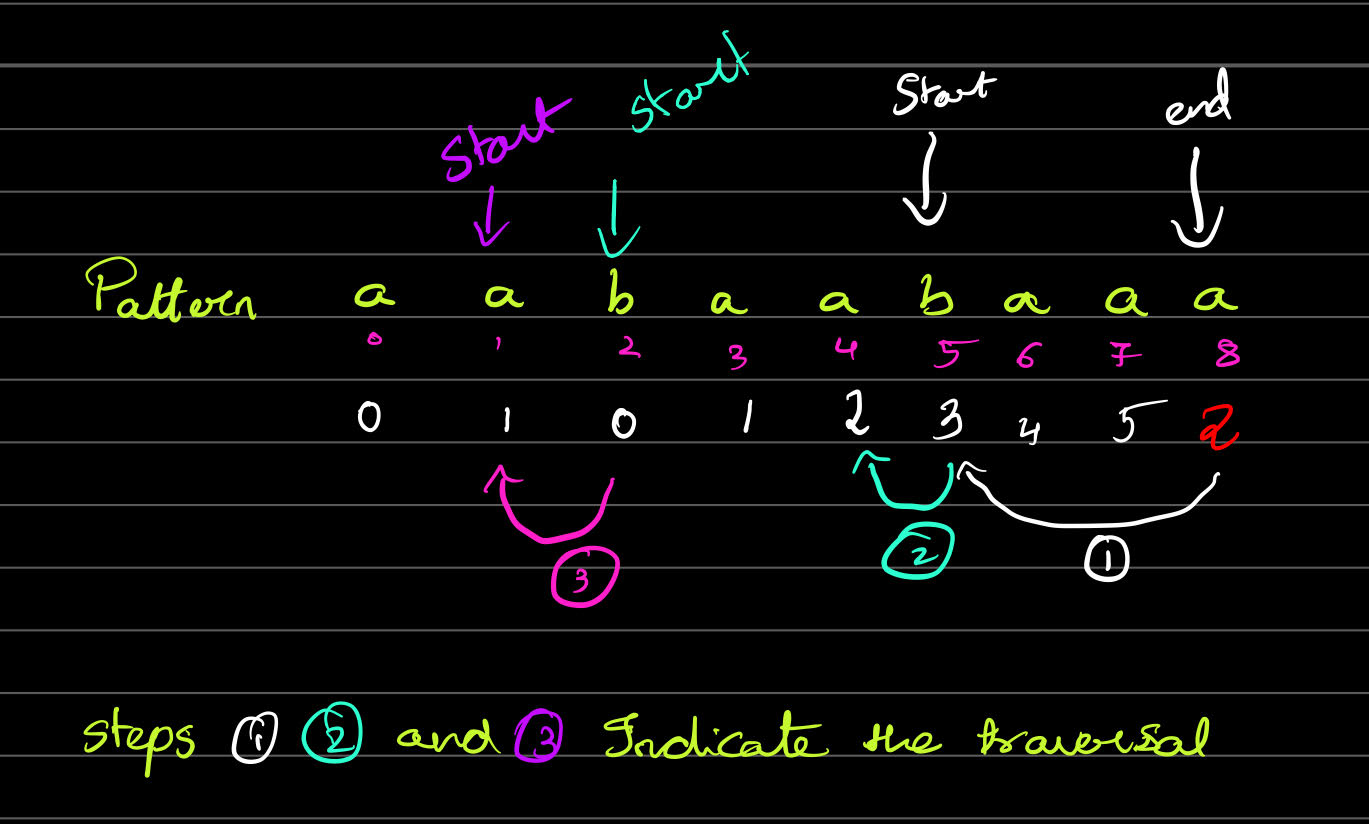 start start Start end
Pattern a a b a a b a a a
0 1 2 3 4 5 6 7 8
0 1 0 1 2 3 4 5 2
3 2 1
steps 1 2 and 3 Indicate the traversal